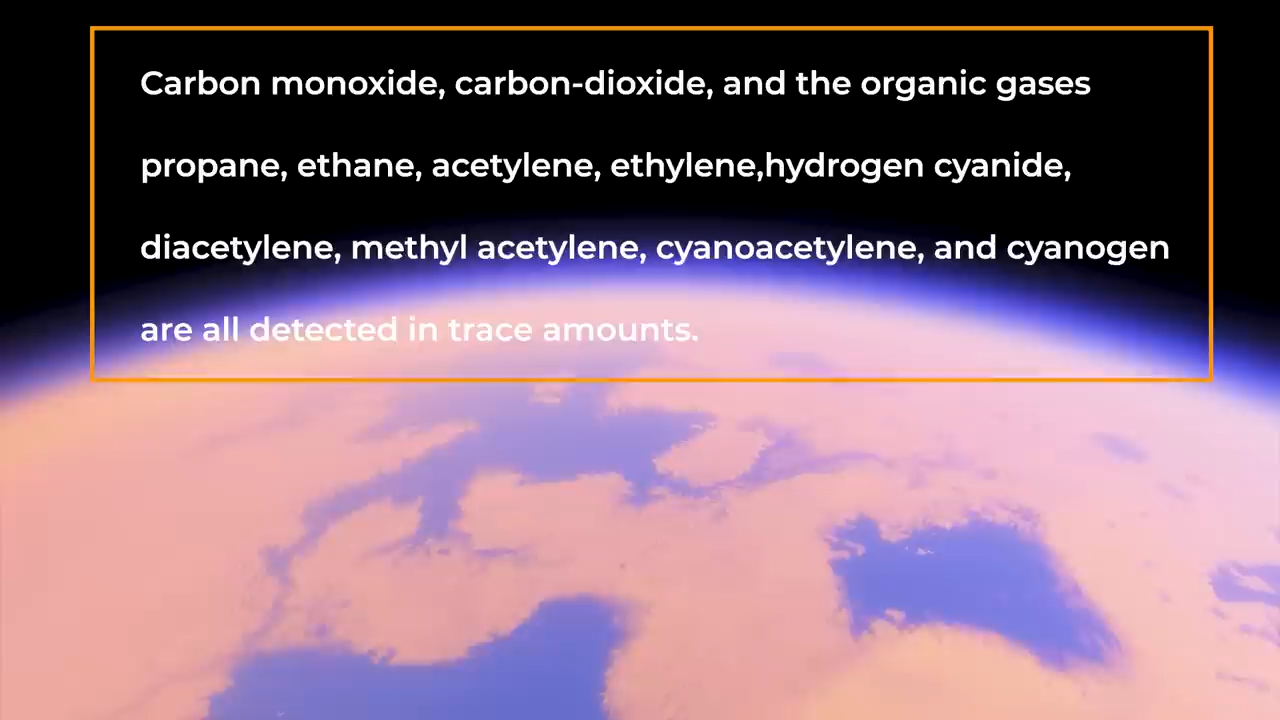 Carbon monoxide, carbon-dioxide, and the organic gases
propane, ethane, acetylene, ethylene,hydrogen cyanide,
diacetylene, methyl acetylene, cyanoacetylene, and cyanogen
are all detected in trace amounts.